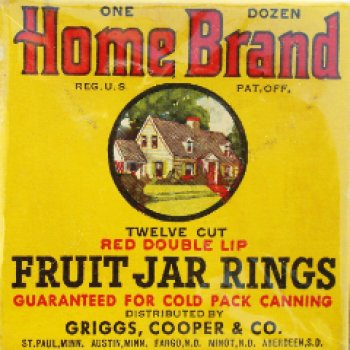 ONE DOZEN
Home Brand
REG. U.S PAT. OFF.
TWELVE CUT
RED DOUBLE LIP
FRUIT JAR RINGS
GUARANTEED FOR COLD PACK CANNING
DISTRIBUTED BY
GRIGGS, COOPER & CO.
ST. PAUL, MINN. AUSTIN, MINN. FARGO, N.D. MINOT, N.D. ABERDEEN, S.D.